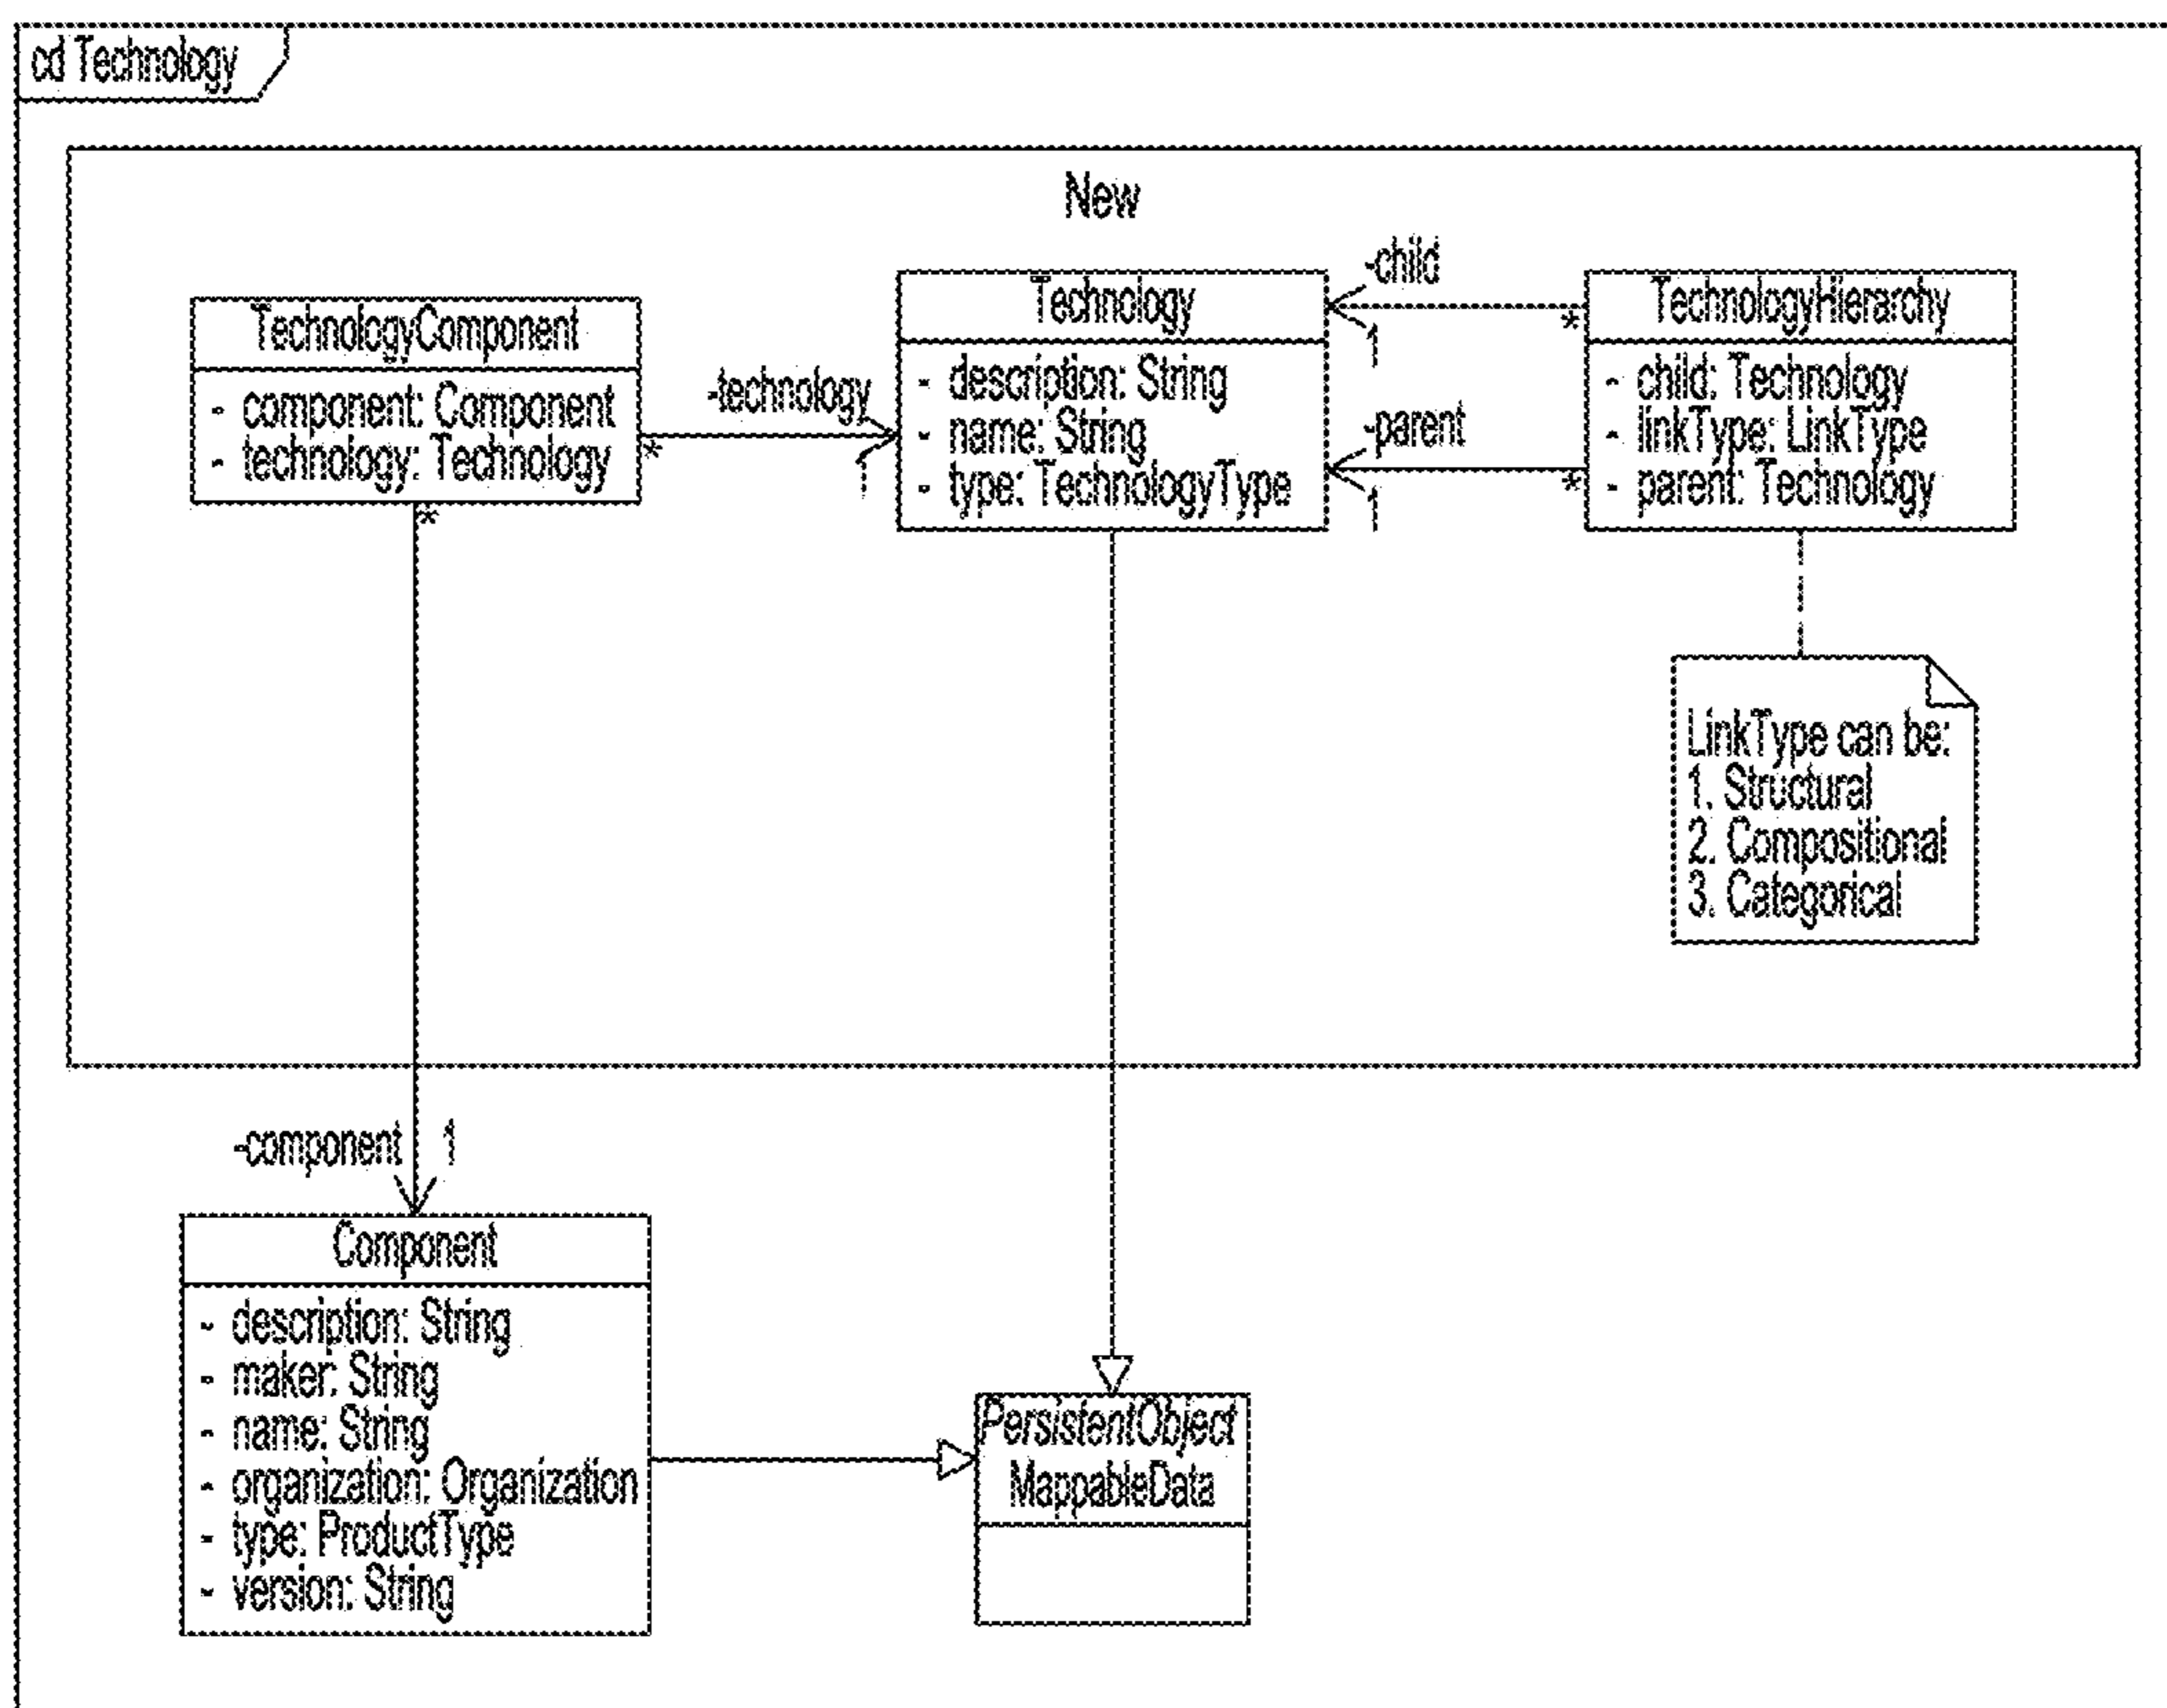 cd Technology
New
TechnologyComponent
- component: Component
- technology: Technology
*
*
-technology
1
Technology
- description: String
- name: String
- type: TechnologyType
-child
1
*
-parent
1
*
TechnologyHierarchy
- child: Technology
- linkType: LinkType
- parent: Technology
LinkType can be:
1. Structural
2. Compositional
3. Categorical
-component
1
Component
- description: String
- maker: String
- name: String
- organization: Organization
- type: ProductType
- version: String
PersistentObject
MappableData